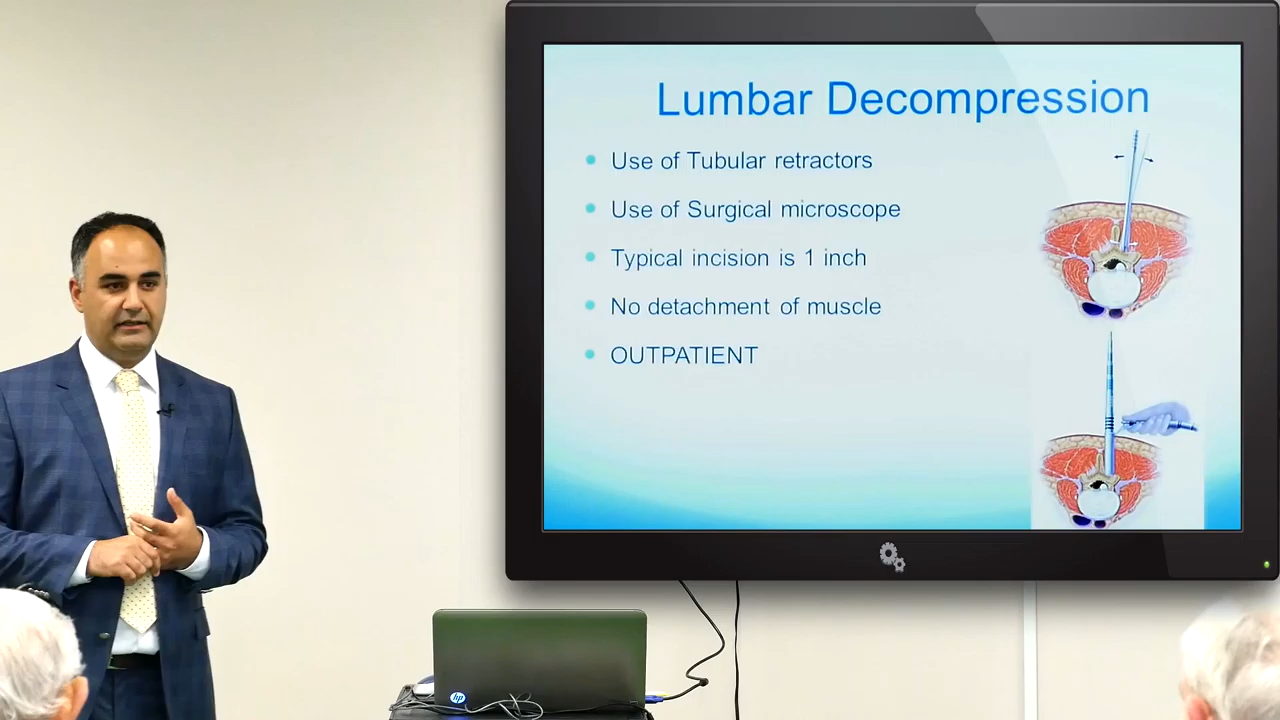 Lumbar Decompression
Use of Tubular retractors
Use of Surgical microscope
Typical incision is 1 inch
No detachment of muscle
OUTPATIENT
hp